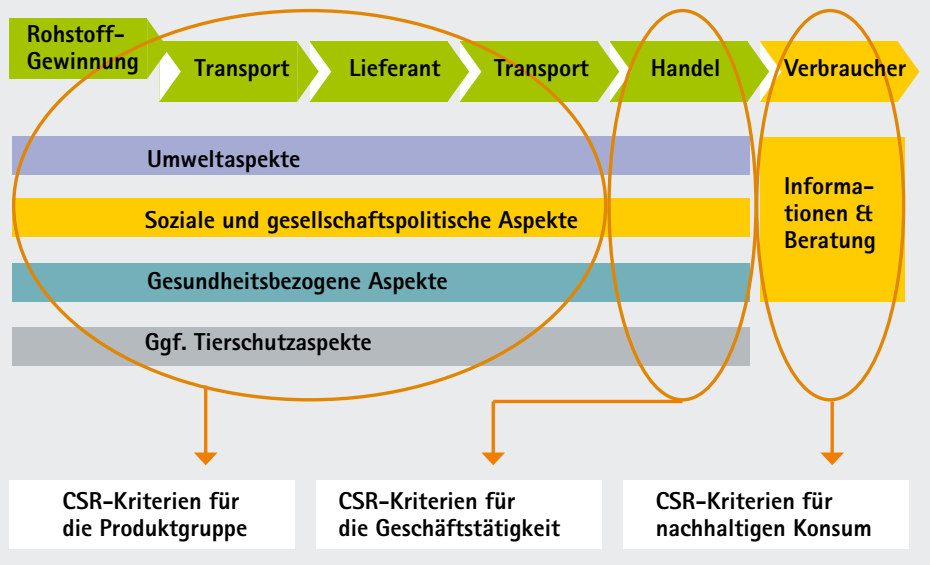 Rohstoff-
Gewinnung
Transport
Lieferant
Transport
Handel
Verbraucher
Umweltaspekte
Soziale und gesellschaftspolitische Aspekte
Gesundheitsbezogene Aspekte
Ggf. Tierschutzaspekte
Informa-
tionen &
Beratung
CSR-Kriterien für
die Produktgruppe
CSR-Kriterien für
die Geschäftstätigkeit
CSR-Kriterien für
nachhaltigen Konsum